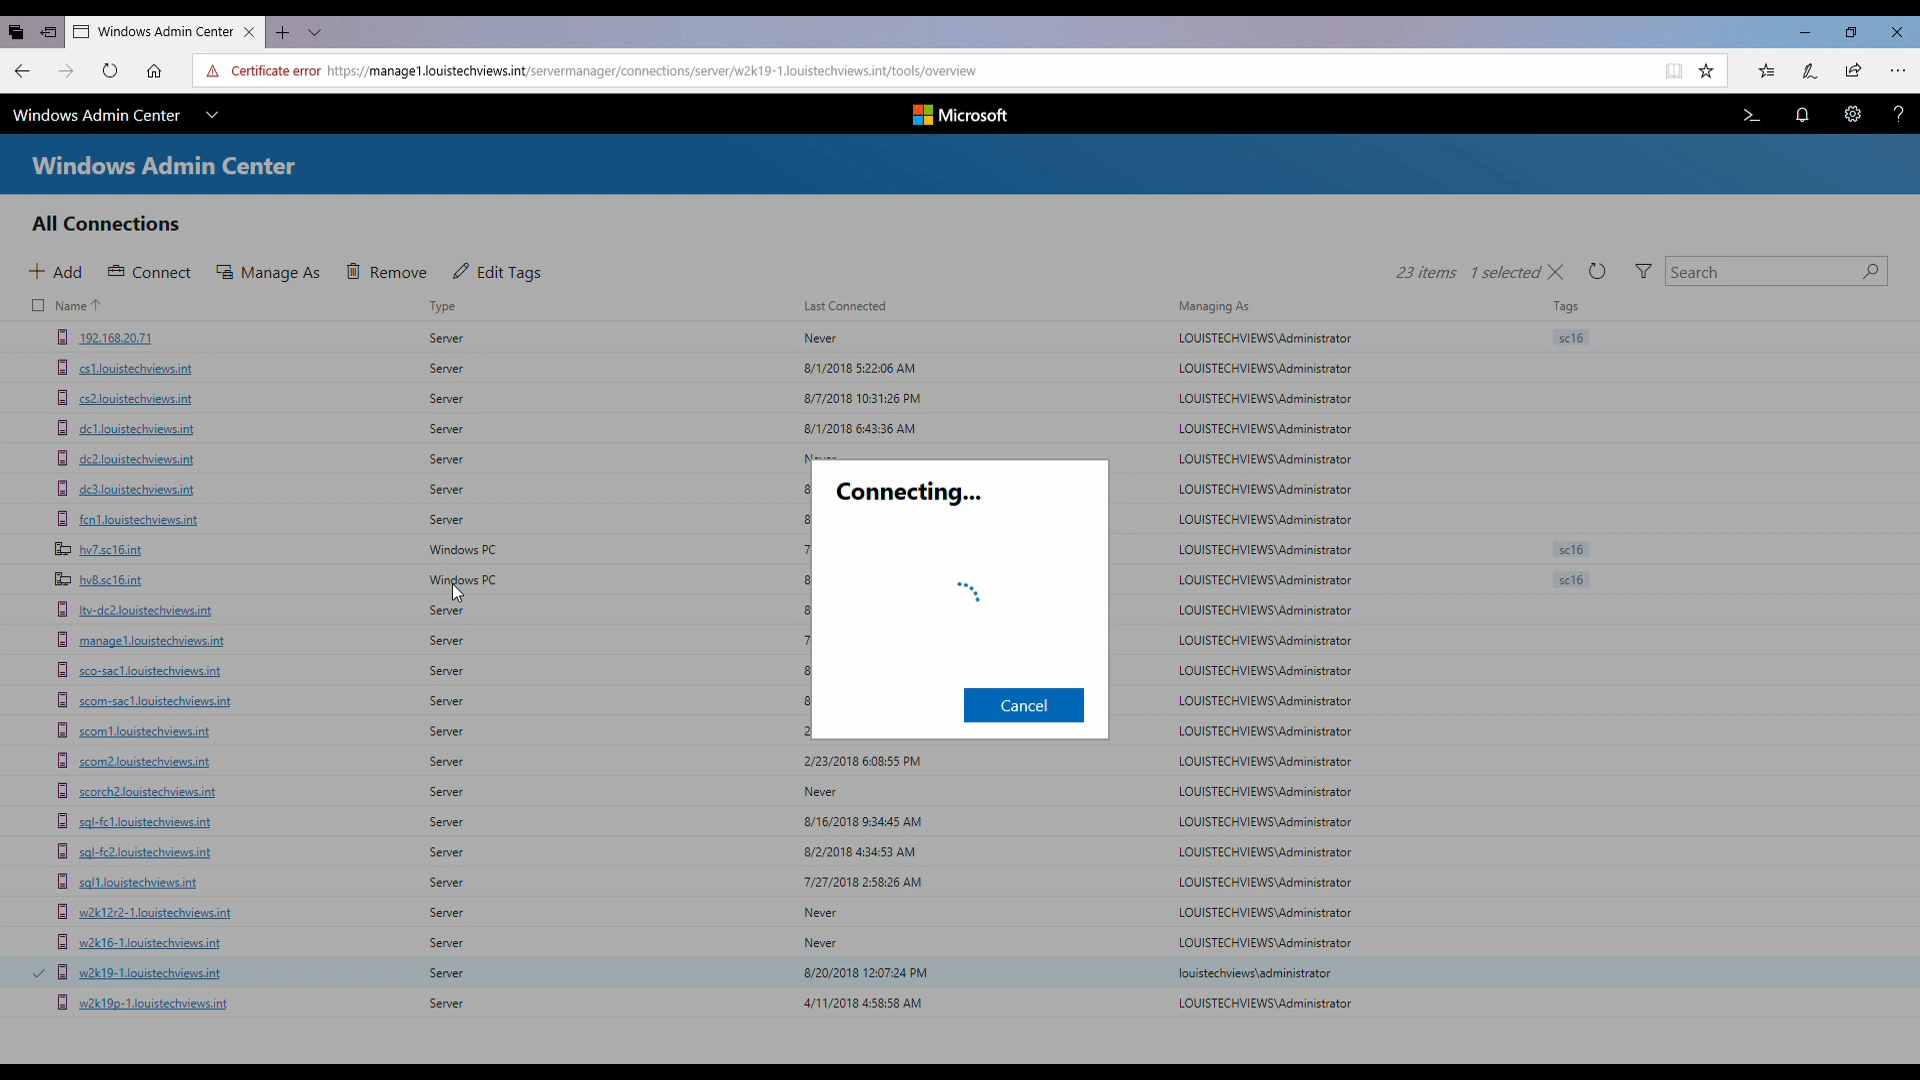 Windows Admin Center
Certificate error https://manage1.louistechviews.int/servermanager/connections/server/w2k19-1.louistechviews.int/tools/overview
Windows Admin Center Microsoft ?
Windows Admin Center
All Connections
Add Connect Manage As Remove Edit Tags 23 items 1 selected Search
Name Type Last Connected Managing As Tags
192.168.20.71 Server Never LOUISTECHVIEWS\Administrator sc16
cs1.louistechviews.int Server 8/1/2018 5:22:06 AM LOUISTECHVIEWS\Administrator
cs2.louistechviews.int Server 8/7/2018 10:31:26 PM LOUISTECHVIEWS\Administrator
dc1.louistechviews.int Server 8/1/2018 6:43:36 AM LOUISTECHVIEWS\Administrator
dc2.louistechviews.int Server LOUISTECHVIEWS\Administrator
dc3.louistechviews.int Server 8 LOUISTECHVIEWS\Administrator
fcn1.louistechviews.int Server 8 LOUISTECHVIEWS\Administrator
hv7.sc16.int Windows PC 7 LOUISTECHVIEWS\Administrator sc16
hv8.sc16.int Windows PC 8 LOUISTECHVIEWS\Administrator sc16
ltv-dc2.louistechviews.int Server 8 LOUISTECHVIEWS\Administrator
manage1.louistechviews.int Server 7 LOUISTECHVIEWS\Administrator
sco-sac1.louistechviews.int Server 8 LOUISTECHVIEWS\Administrator
scom-sac1.louistechviews.int Server 8 LOUISTECHVIEWS\Administrator
scom1.louistechviews.int Server 2 LOUISTECHVIEWS\Administrator
scom2.louistechviews.int Server 2/23/2018 6:08:55 PM LOUISTECHVIEWS\Administrator
scorch2.louistechviews.int Server Never LOUISTECHVIEWS\Administrator
sql-fc1.louistechviews.int Server 8/16/2018 9:34:45 AM LOUISTECHVIEWS\Administrator
sql-fc2.louistechviews.int Server 8/2/2018 4:34:53 AM LOUISTECHVIEWS\Administrator
sql1.louistechviews.int Server 7/27/2018 2:58:26 AM LOUISTECHVIEWS\Administrator
w2k12r2-1.louistechviews.int Server Never LOUISTECHVIEWS\Administrator
w2k16-1.louistechviews.int Server Never LOUISTECHVIEWS\Administrator
w2k19-1.louistechviews.int Server 8/20/2018 12:07:24 PM louistechviews\administrator
w2k19p-1.louistechviews.int Server 4/11/2018 4:58:58 AM LOUISTECHVIEWS\Administrator
Connecting...
Cancel